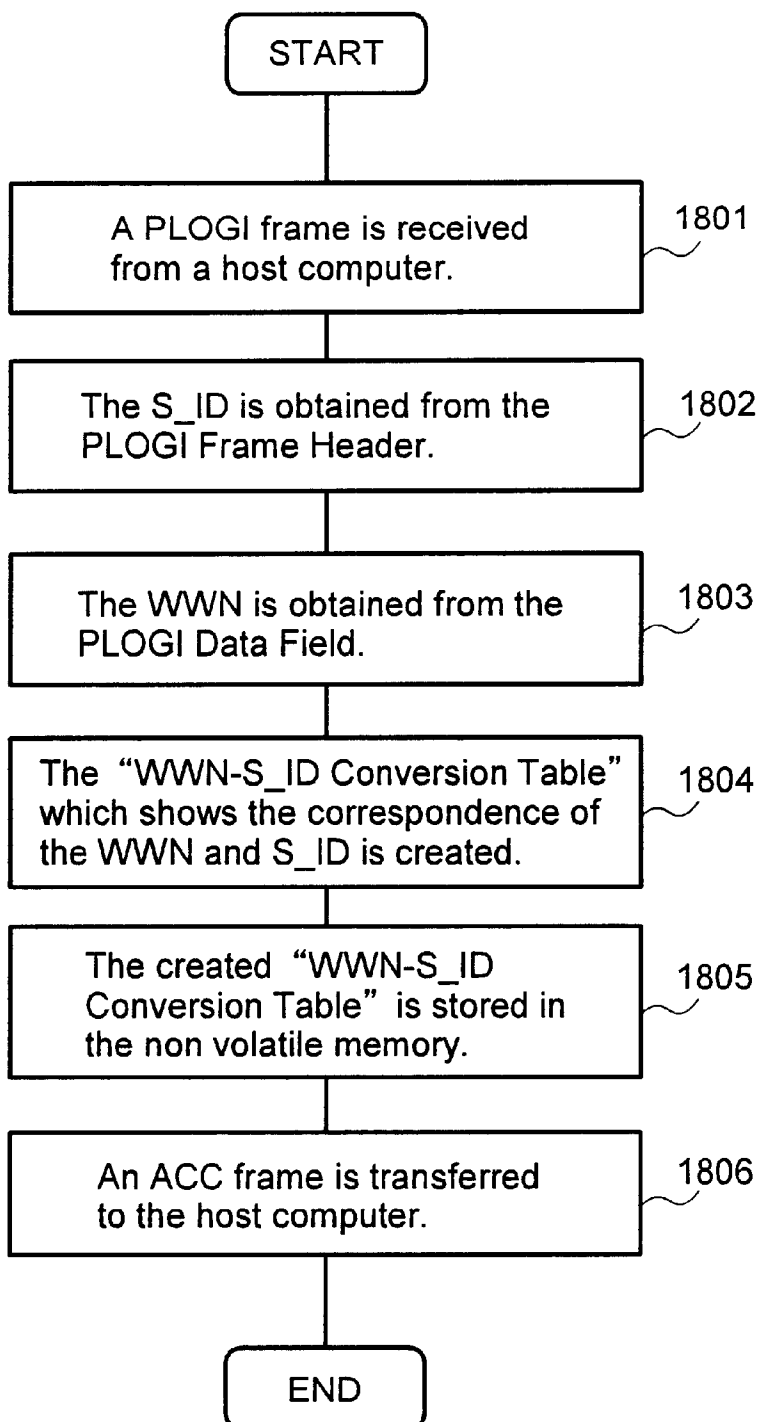 START
A PLOGI frame is received
from a host computer.
1801
The S_ID is obtained from the
PLOGI Frame Header.
1802
The WWN is obtained from the
PLOGI Data Field.
1803
The “WWN-S_ID Conversion Table”
which shows the correspondence of
the WWN and S_ID is created.
1804
The created “WWN-S_ID
Conversion Table” is stored in
the non volatile memory.
1805
An ACC frame is transferred
to the host computer.
1806
END